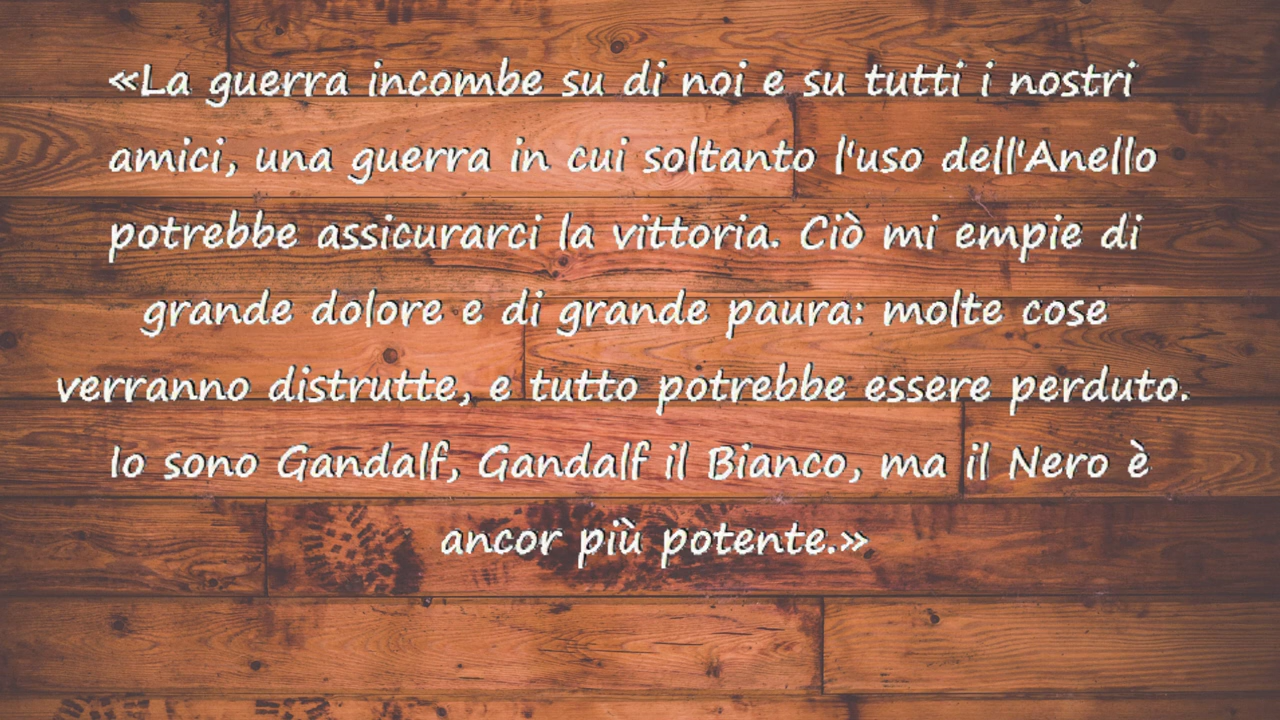 «La guerra incombe su di noi e su tutti i nostri
amici, una guerra in cui soltanto l'uso dell'Anello
potrebbe assicurarci la vittoria. Ciò mi empie di
grande dolore e di grande paura: molte cose
verranno distrutte, e tutto potrebbe essere perduto.
Io sono Gandalf, Gandalf il Bianco, ma il Nero è
ancor più potente.»